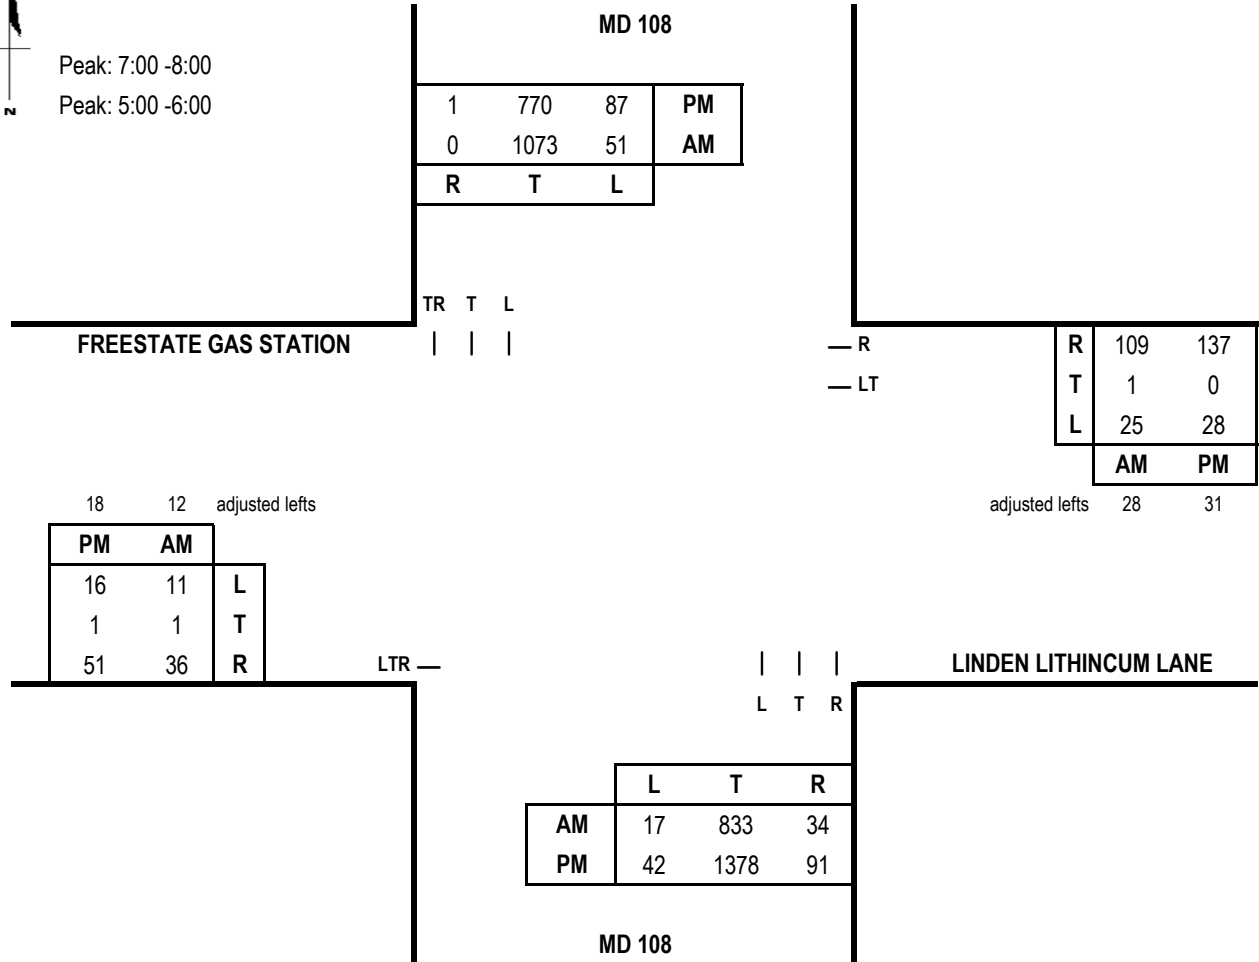 MD 108
Peak: 7:00 -8:00
Peak: 5:00 -6:00
N
1 770 87 PM
0 1073 51 AM
R T L
TR T L
FREESTATE GAS STATION
R
LT
R 109 137
T 1 0
L 25 28
AM PM
adjusted lefts 28 31
18 12 adjusted lefts
PM AM
16 11 L
1 1 T
51 36 R
LTR
LINDEN LITHINCUM LANE
L T R
L T R
AM 17 833 34
PM 42 1378 91
MD 108